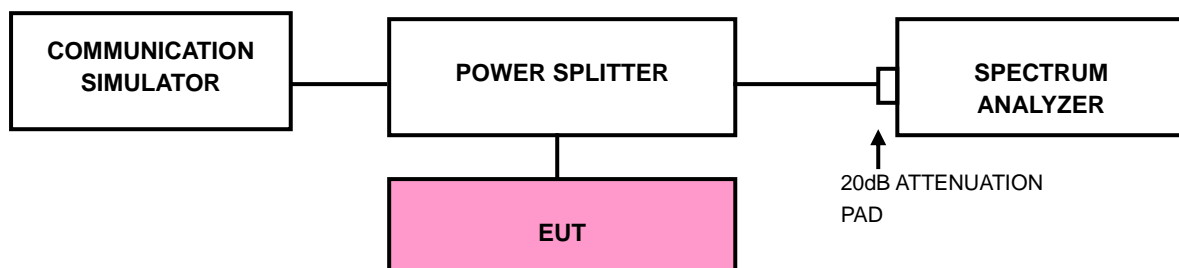 COMMUNICATION
SIMULATOR
POWER SPLITTER
SPECTRUM
ANALYZER
20dB ATTENUATION
PAD
EUT